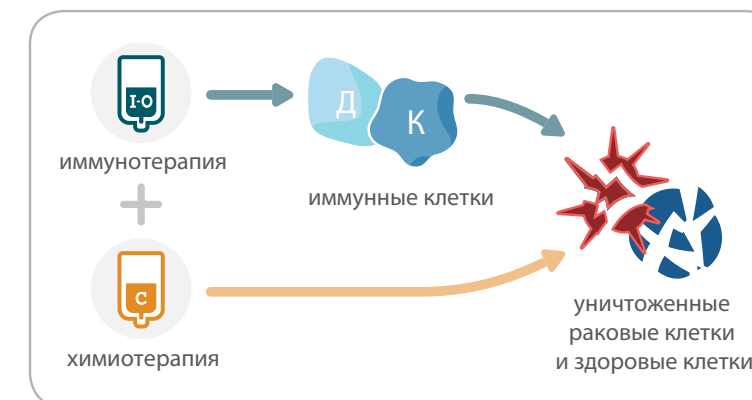 I-O
иммунотерапия
Д
К
иммунные клетки
C
химиотерапия
уничтоженные
раковые клетки
и здоровые клетки